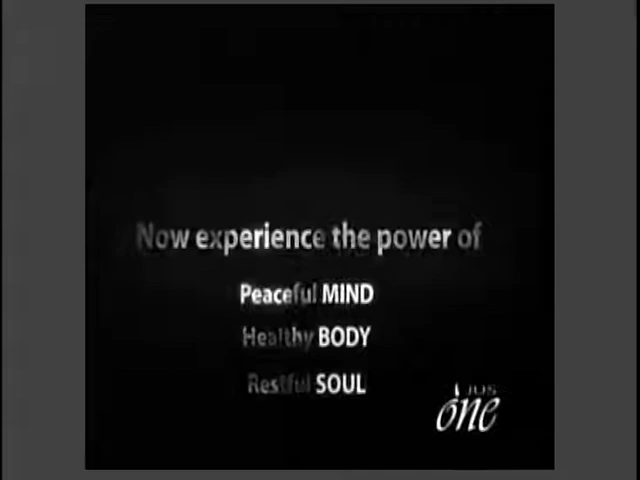 Now experience the power of
Peaceful MIND
Healthy BODY
Restful SOUL
one